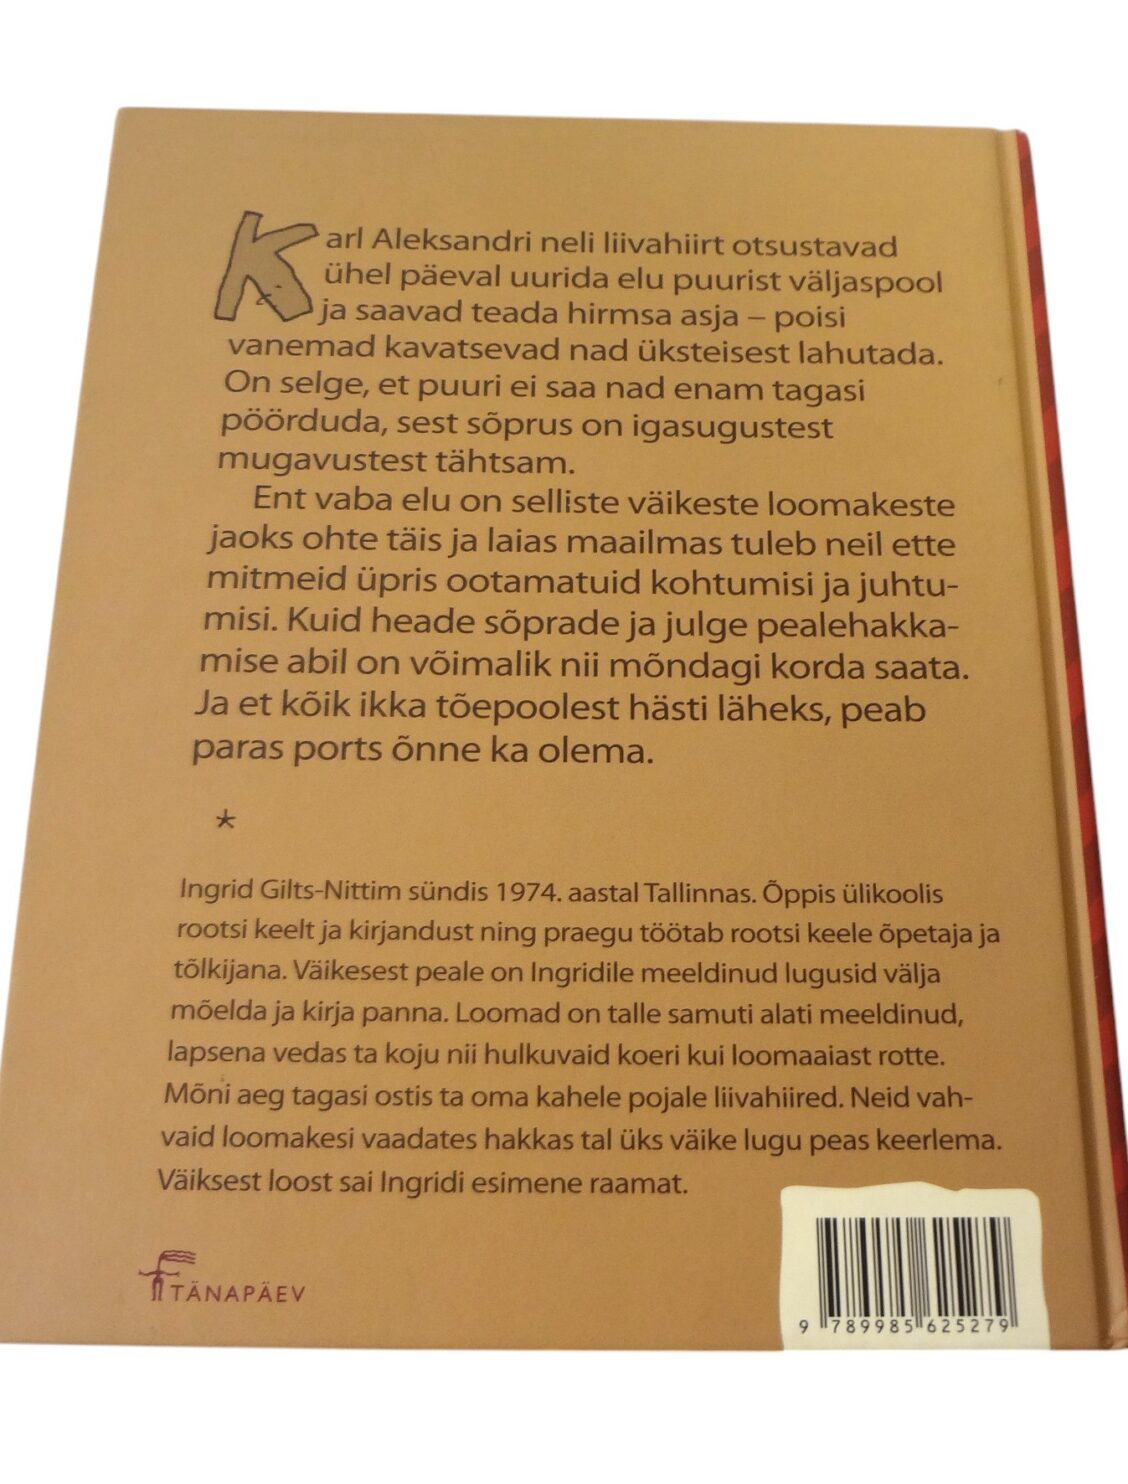 Karl Aleksandri neli liivahiirt otsustavad
ühel päeval uurida elu puurist väljaspool
ja saavad teada hirmsa asja – poisi
vanemad kavatsevad nad üksteisest lahutada.
On selge, et puuri ei saa nad enam tagasi
pöörduda, sest sõprus on igasugustest
mugavustest tähtsam.
Ent vaba elu on selliste väikeste loomakeste
jaoks ohte täis ja laias maailmas tuleb neil ette
mitmeid üpris ootamatuid kohtumisi ja juhtu-
misi. Kuid heade sõprade ja julge pealehakka-
mise abil on võimalik nii mõndagi korda saata.
Ja et kõik ikka tõepoolest hästi läheks, peab
paras ports õnne ka olema.
*
Ingrid Gilts-Nittim sündis 1974. aastal Tallinnas. Õppis ülikoolis
rootsi keelt ja kirjandust ning praegu töötab rootsi keele õpetaja ja
tõlkijana. Väikesest peale on Ingridile meeldinud lugusid välja
mõelda ja kirja panna. Loomad on talle samuti alati meeldinud,
lapsena vedas ta koju nii hulkuvaid koeri kui loomaaiast rotte.
Mõni aeg tagasi ostis ta oma kahele pojale liivahiired. Neid vah-
vaid loomakesi vaadates hakkas tal üks väike lugu peas keerlema.
Väiksest loost sai Ingridi esimene raamat.
TÄNAPÄEV
9 789985 625279